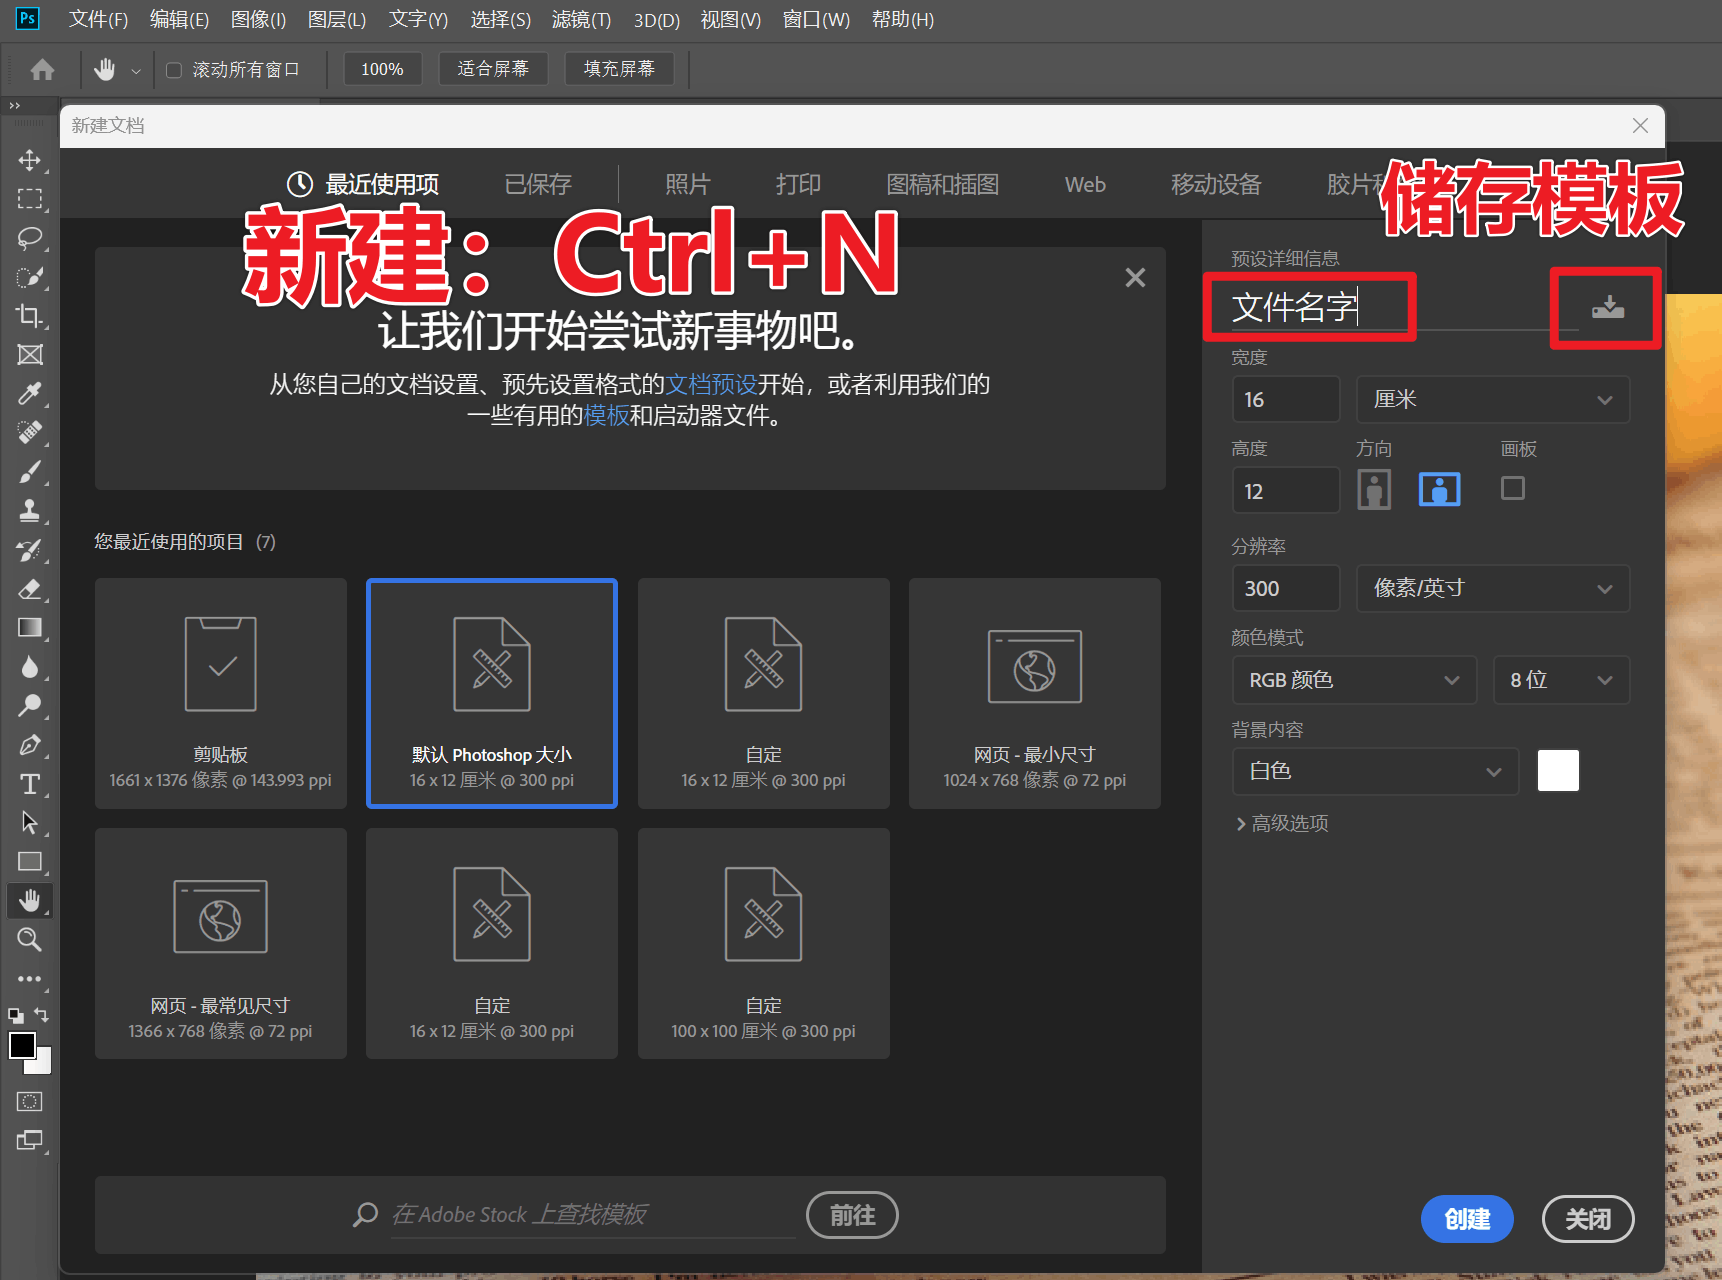 Ps 文件(F) 编辑(E) 图像(I) 图层(L) 文字(Y) 选择(S) 滤镜(T) 3D(D) 视图(V) 窗口(W) 帮助(H)
滚动所有窗口 100% 适合屏幕 填充屏幕
新建文档
最近使用项 已保存 照片 打印 图稿和插图 Web 移动设备 胶片
储存模板
新建：Ctrl+N
让我们开始尝试新事物吧。
从您自己的文档设置、预先设置格式的文档预设开始，或者利用我们的
一些有用的模板和启动器文件。
您最近使用的项目 (7)
剪贴板
1661 x 1376 像素 @ 143.993 ppi
默认 Photoshop 大小
16 x 12 厘米 @ 300 ppi
自定
16 x 12 厘米 @ 300 ppi
网页 - 最小尺寸
1024 x 768 像素 @ 72 ppi
网页 - 最常见尺寸
1366 x 768 像素 @ 72 ppi
自定
16 x 12 厘米 @ 300 ppi
自定
100 x 100 厘米 @ 300 ppi
在 Adobe Stock 上查找模板
前往
预设详细信息
文件名字
宽度
16 厘米
高度 方向 画板
12
分辨率
300 像素/英寸
颜色模式
RGB 颜色 8 位
背景内容
白色
高级选项
创建 关闭